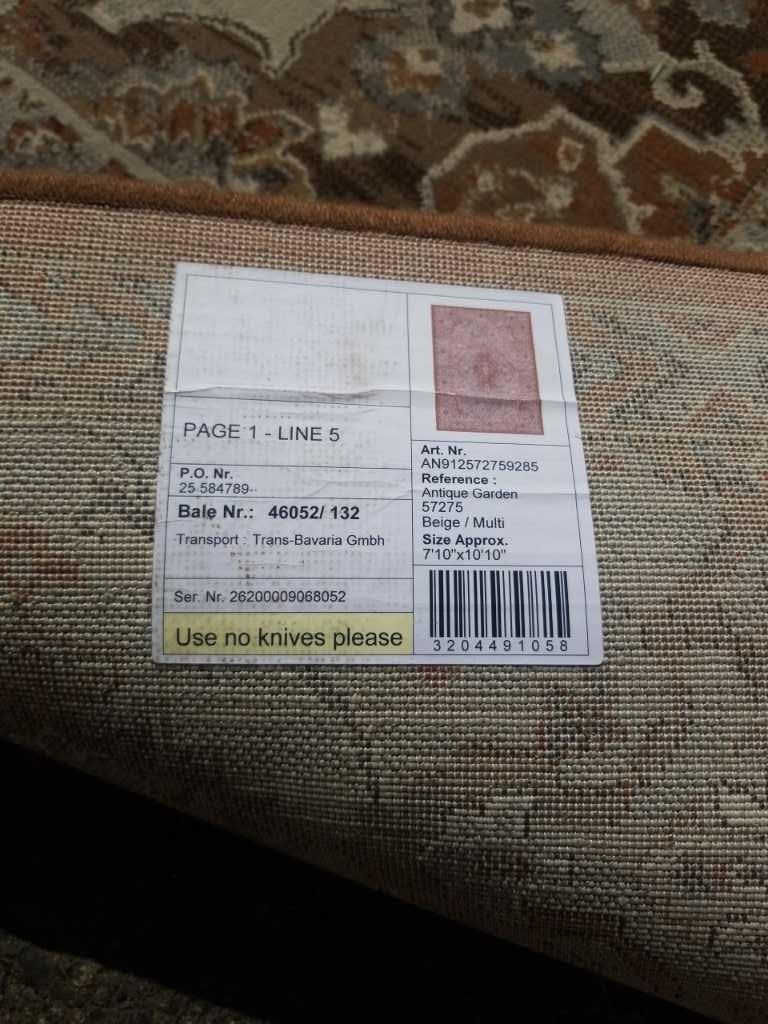 PAGE 1 - LINE 5
P.O. Nr.
25 584789
Bale Nr.: 46052/ 132
Transport : Trans-Bavaria Gmbh
Ser. Nr. 26200009068052
Use no knives please
Art. Nr.
AN912572759285
Reference :
Antique Garden
57275
Beige / Multi
Size Approx.
7'10"x10'10"
3204491058